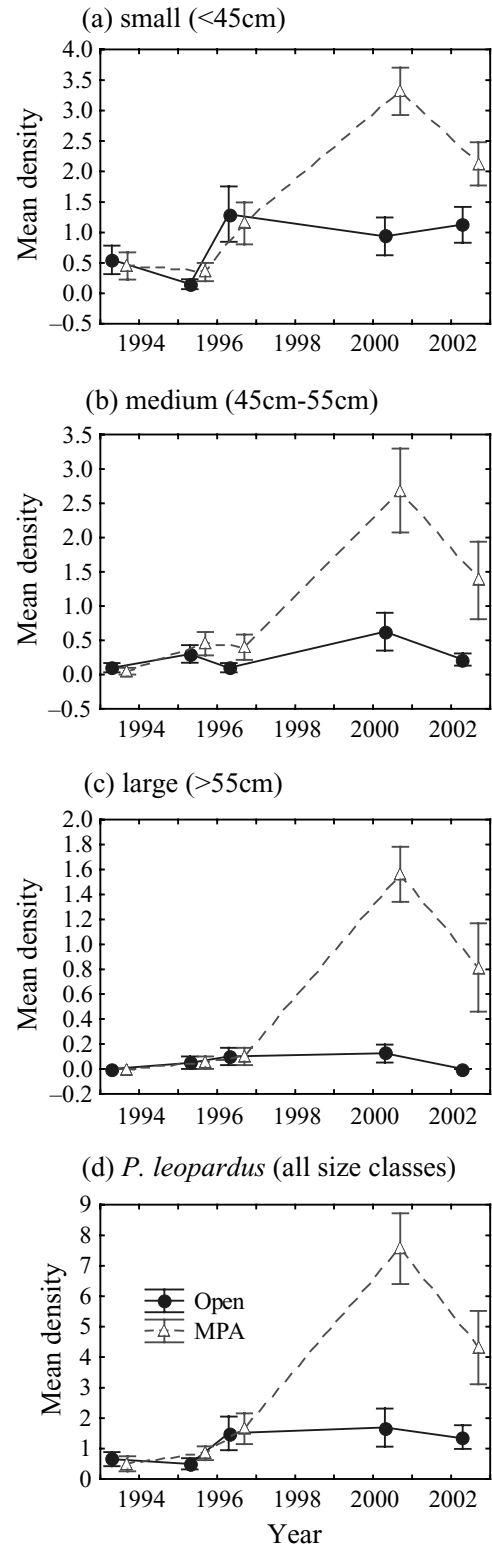 (a) small (<45cm)
4.0
3.5
3.0
2.5
2.0
1.5
1.0
0.5
0.0
–0.5
Mean density
1994 1996 1998 2000 2002
(b) medium (45cm-55cm)
3.5
3.0
2.5
2.0
1.5
1.0
0.5
0.0
–0.5
Mean density
1994 1996 1998 2000 2002
(c) large (>55cm)
2.0
1.8
1.6
1.4
1.2
1.0
0.8
0.6
0.4
0.2
0.0
–0.2
Mean density
1994 1996 1998 2000 2002
(d) P. leopardus (all size classes)
9
8
7
6
5
4
3
2
1
0
Mean density
Open
MPA
1994 1996 1998 2000 2002
Year